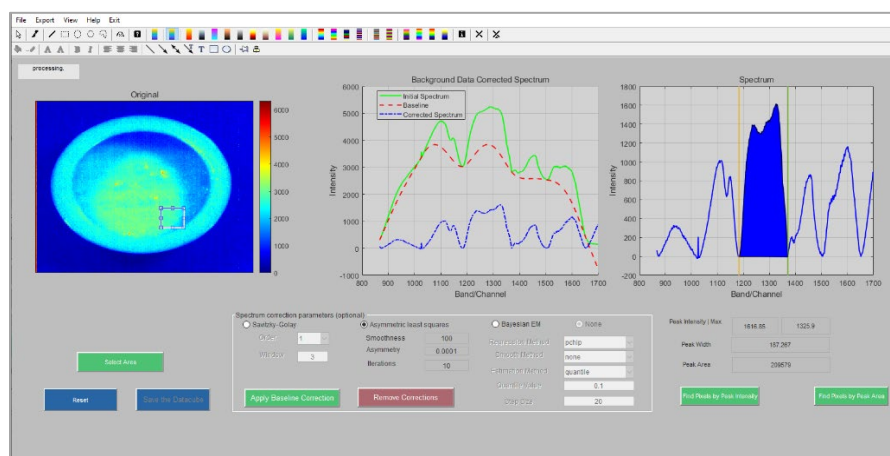 File Export View Help Exit
processing.
Original
6000
5000
4000
3000
2000
1000
0
Background Data Corrected Spectrum
Initial Spectrum
Baseline
Corrected Spectrum
6000
5000
4000
3000
2000
1000
0
-1000
Intensity
800 900 1000 1100 1200 1300 1400 1500 1600 1700
Band/Channel
Spectrum
1800
1600
1400
1200
1000
800
600
400
200
0
-200
Intensity
800 900 1000 1100 1200 1300 1400 1500 1600 1700
Band/Channel
Spectrum correction parameters (optional)
Savitzky-Golay
Order 1
Window 3
Asymmetric least squares
Smoothness 100
Asymmetry 0.0001
Iterations 10
Bayesian EM
None
Regression Method pchip
Smooth Method none
Estimation Method quantile
Quantile Value 0.1
Step Size 20
Apply Baseline Correction
Remove Corrections
Select Area
Reset
Save the Datacube
Peak Intensity | Max 1616.85 1325.9
Peak Width 187.267
Peak Area 209579
Find Pixels by Peak Intensity
Find Pixels by Peak Area